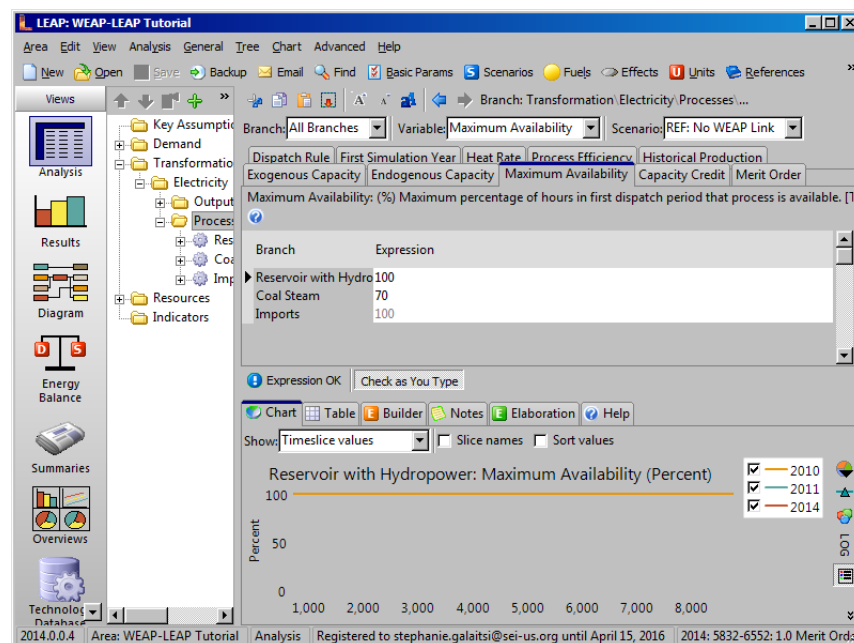 LEAP: WEAP-LEAP Tutorial
Area Edit View Analysis General Tree Chart Advanced Help
New Open Save Backup Email Find Basic Params Scenarios Fuels Effects Units References »
Views » Branch: Transformation\Electricity\Processes\...
Branch: All Branches Variable: Maximum Availability Scenario: REF: No WEAP Link
Key Assumptio
Demand
Transformatio
Electricity
Output
Process
Res
Coa
Imp
Resources
Indicators
Analysis
Results
Diagram
Energy
Balance
Summaries
Overviews
Technolog
Database
Dispatch Rule First Simulation Year Heat Rate Process Efficiency Historical Production
Exogenous Capacity Endogenous Capacity Maximum Availability Capacity Credit Merit Order
Maximum Availability: (%) Maximum percentage of hours in first dispatch period that process is available. [T
Branch Expression
Reservoir with Hydro 100
Coal Steam 70
Imports 100
Expression OK Check as You Type
Chart Table Builder Notes Elaboration Help
Show: Timeslice values Slice names Sort values
Reservoir with Hydropower: Maximum Availability (Percent)
2010
2011
2014
LOG
Percent
100
50
0
1,000 2,000 3,000 4,000 5,000 6,000 7,000 8,000
2014.0.0.4 Area: WEAP-LEAP Tutorial Analysis Registered to stephanie.galaitsi@sei-us.org until April 15, 2016 2014: 5832-6552: 1.0 Merit Ord